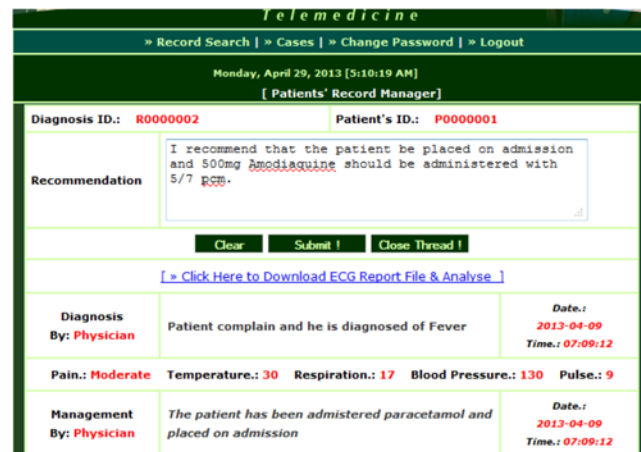 Telemedicine
» Record Search | » Cases | » Change Password | » Logout
Monday, April 29, 2013 [5:10:19 AM]
[ Patients' Record Manager]
Diagnosis ID.: R0000002 Patient's ID.: P0000001
Recommendation
I recommend that the patient be placed on admission
and 500mg Amodiaquine should be administered with
5/7 pcm.
Clear Submit ! Close Thread !
[ » Click Here to Download ECG Report File & Analyse ]
Diagnosis
By: Physician
Patient complain and he is diagnosed of Fever
Date.:
2013-04-09
Time.: 07:09:12
Pain.: Moderate Temperature.: 30 Respiration.: 17 Blood Pressure.: 130 Pulse.: 9
Management
By: Physician
The patient has been admistered paracetamol and
placed on admission
Date.:
2013-04-09
Time.: 07:09:12